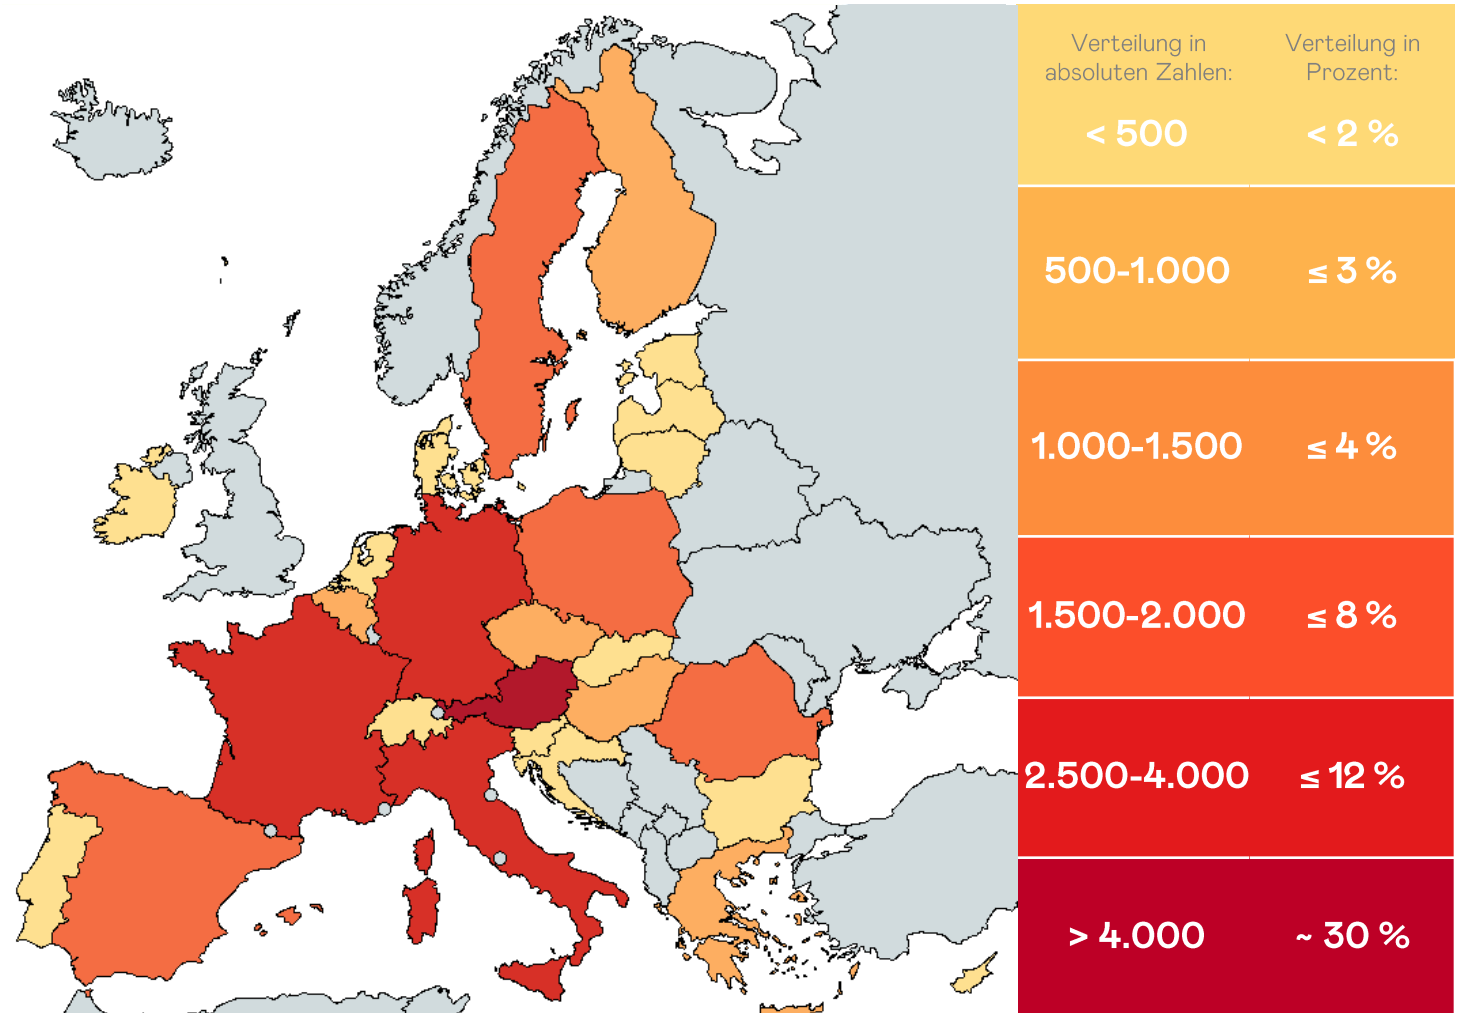 Verteilung in
absoluten Zahlen:
Verteilung in
Prozent:
< 500 < 2 %
500-1.000 ≤ 3 %
1.000-1.500 ≤ 4 %
1.500-2.000 ≤ 8 %
2.500-4.000 ≤ 12 %
> 4.000 ~ 30 %